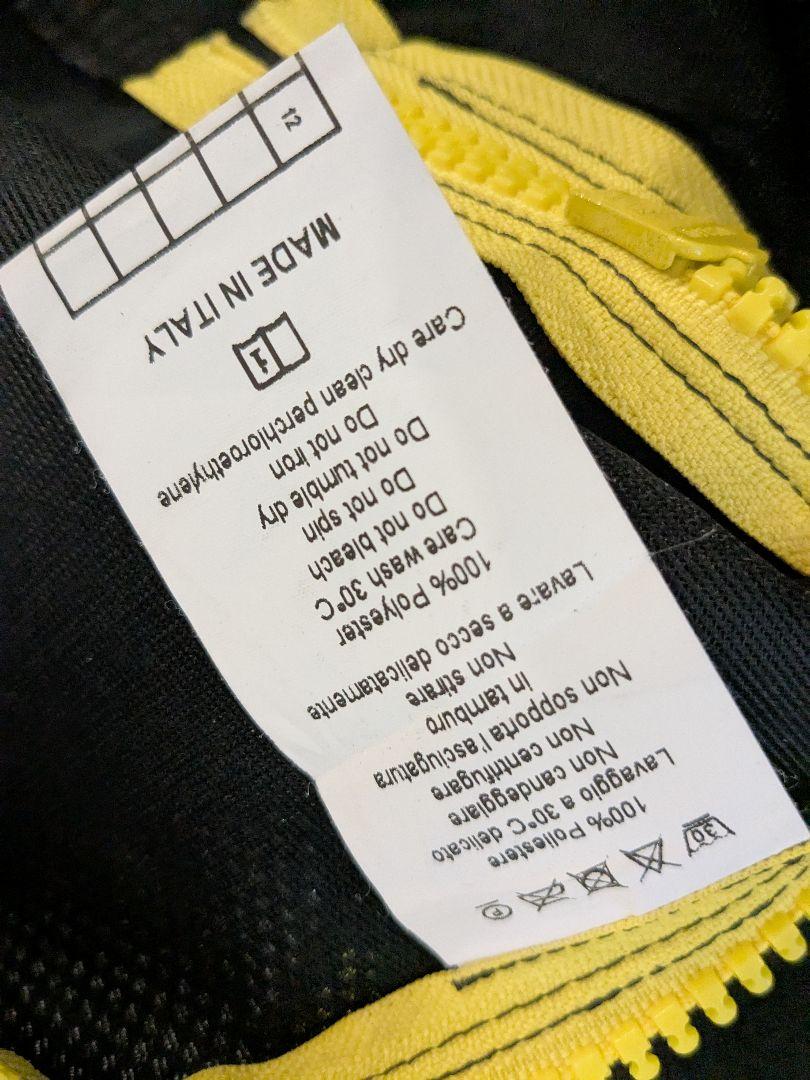 30
P
100% Poliestere
Lavaggio a 30°C delicato
Non candeggiare
Non centrifugare
Non sopporta l'asciugatura
in tamburo
Non stirare
Lavare a secco delicatamente
100% Polyester
Care wash 30°C
Do not bleach
Do not spin
Do not tumble dry
Do not iron
Care dry clean perchloroethylene
MADE IN ITALY